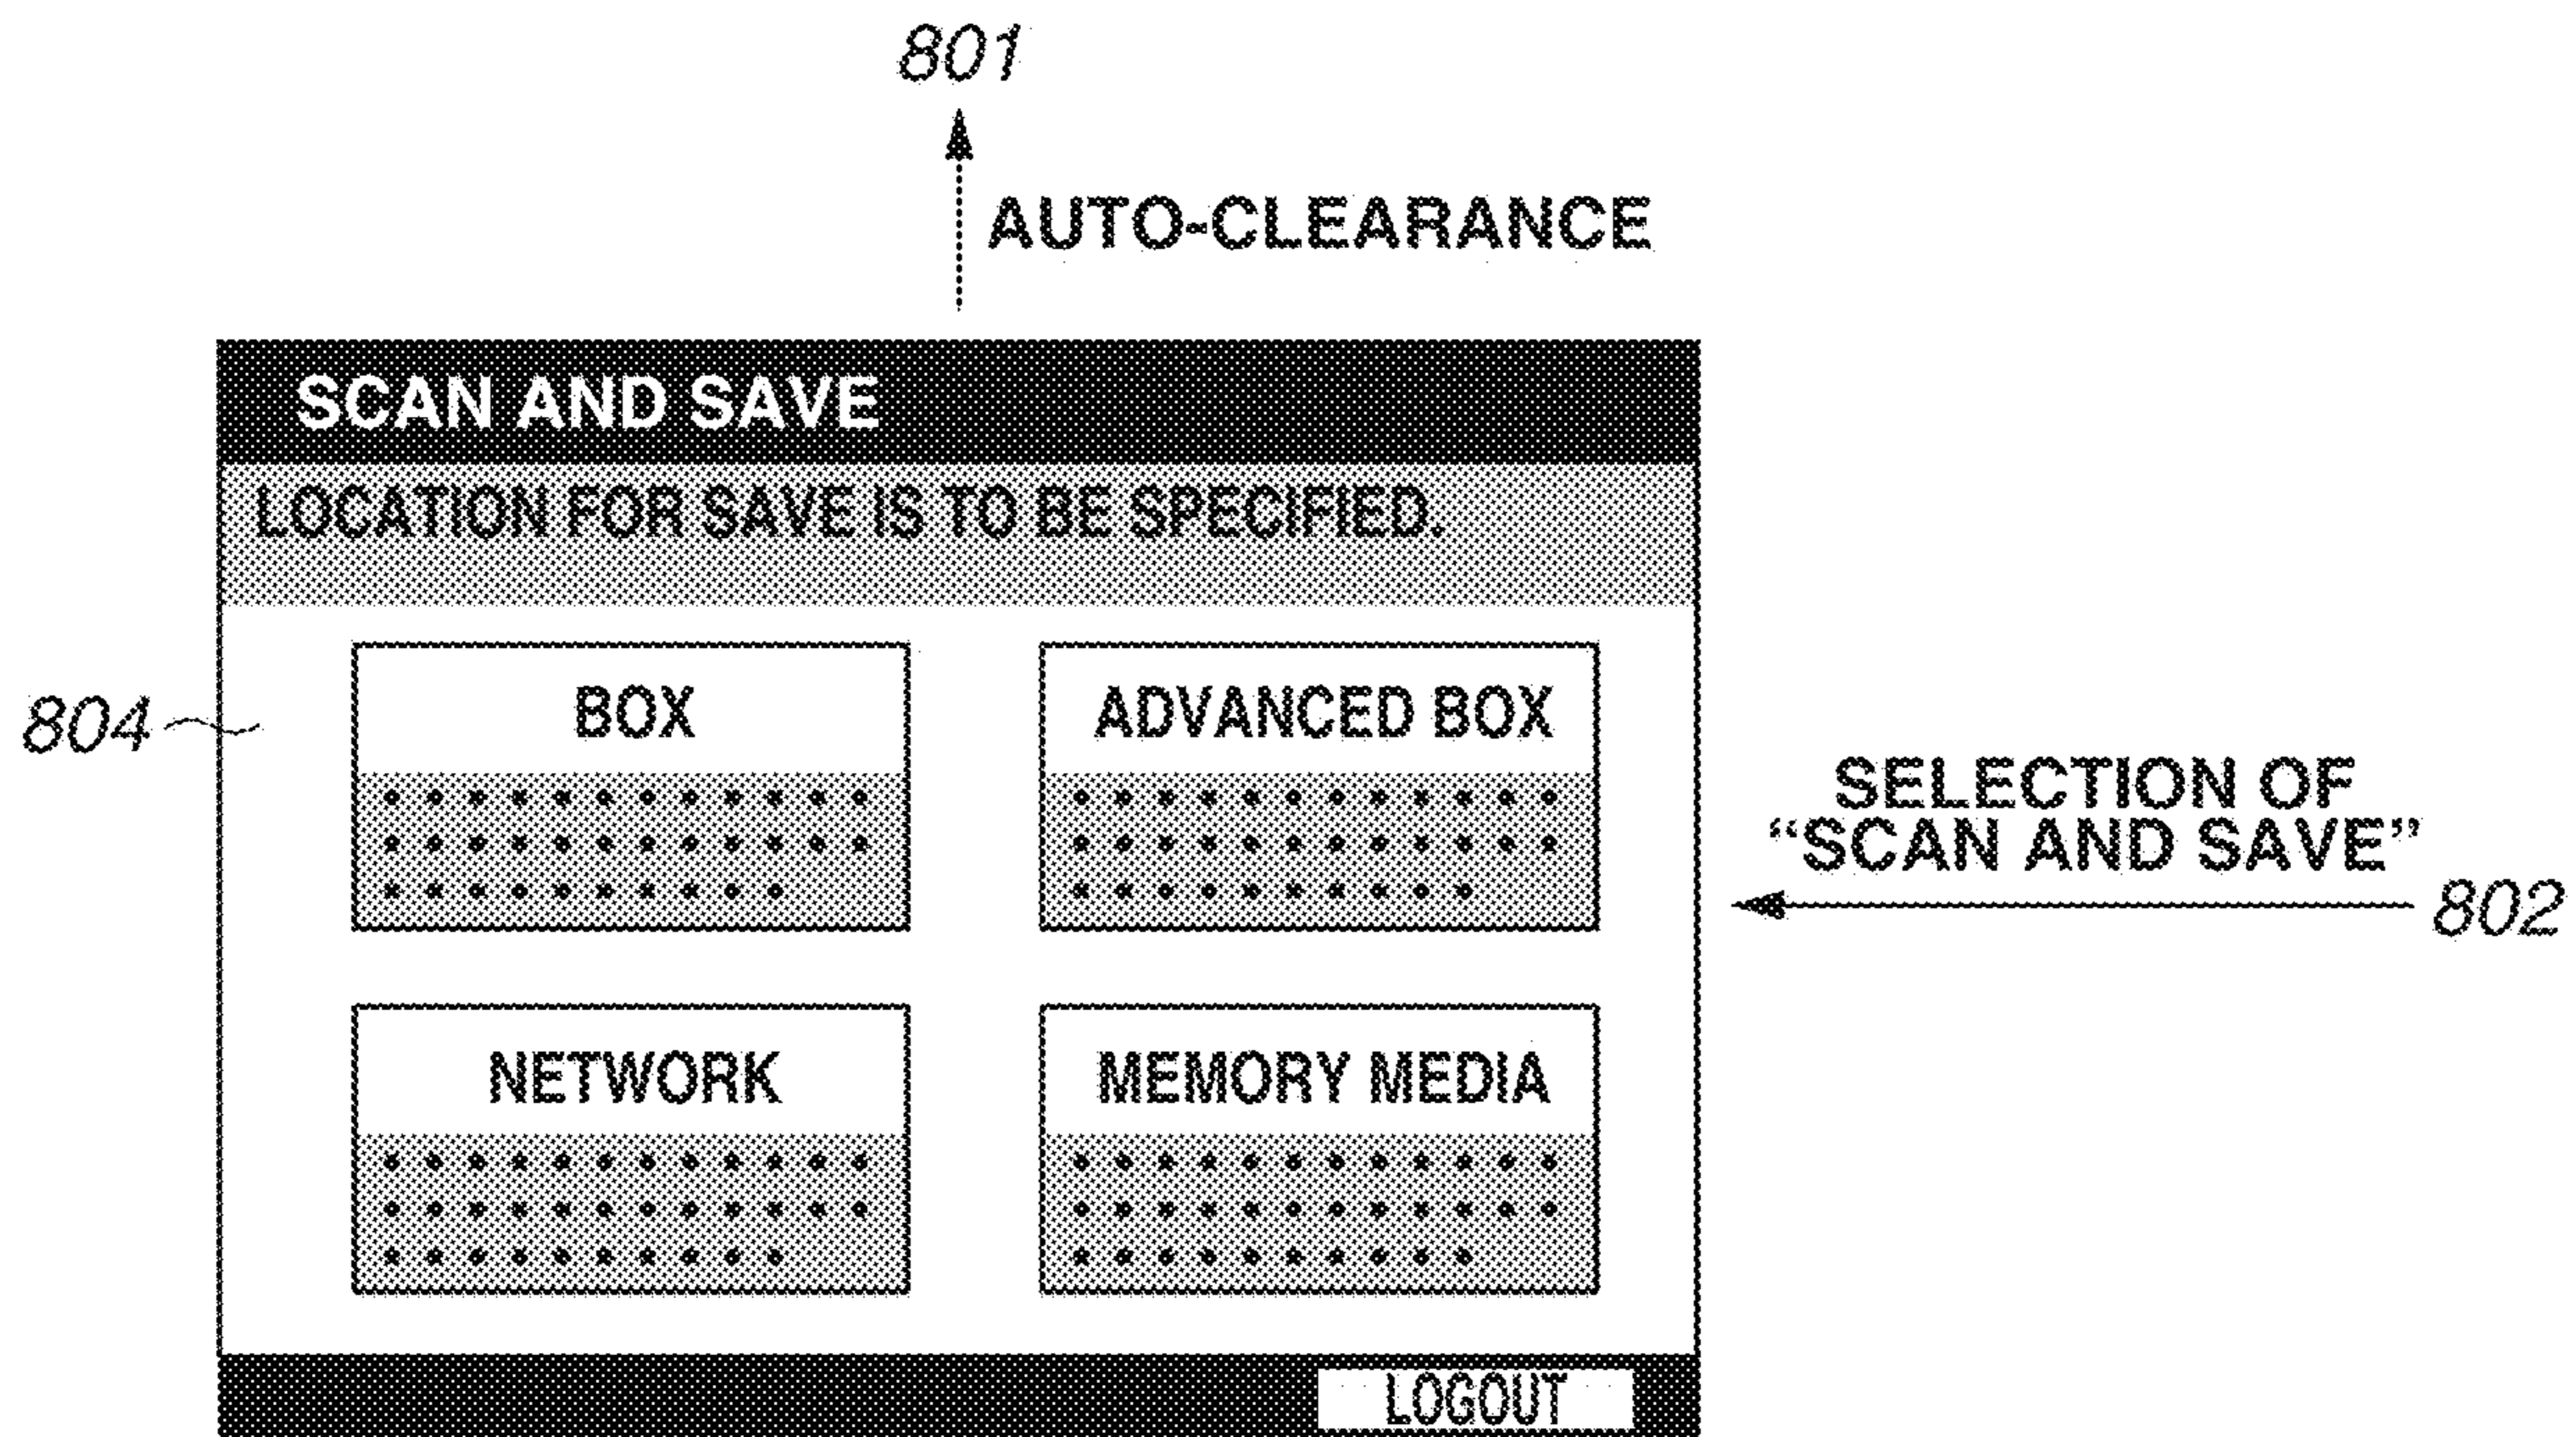 801
AUTO-CLEARANCE
SCAN AND SAVE
LOCATION FOR SAVE IS TO BE SPECIFIED.
804
BOX
ADVANCED BOX
SELECTION OF
“SCAN AND SAVE”
802
NETWORK
MEMORY MEDIA
LOGOUT